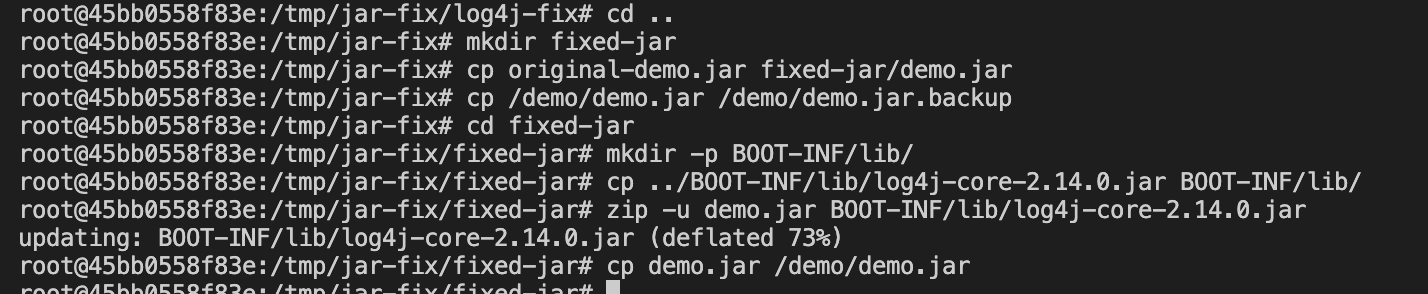 root@45bb0558f83e:/tmp/jar-fix/log4j-fix# cd ..
root@45bb0558f83e:/tmp/jar-fix# mkdir fixed-jar
root@45bb0558f83e:/tmp/jar-fix# cp original-demo.jar fixed-jar/demo.jar
root@45bb0558f83e:/tmp/jar-fix# cp /demo/demo.jar /demo/demo.jar.backup
root@45bb0558f83e:/tmp/jar-fix# cd fixed-jar
root@45bb0558f83e:/tmp/jar-fix/fixed-jar# mkdir -p BOOT-INF/lib/
root@45bb0558f83e:/tmp/jar-fix/fixed-jar# cp ../BOOT-INF/lib/log4j-core-2.14.0.jar BOOT-INF/lib/
root@45bb0558f83e:/tmp/jar-fix/fixed-jar# zip -u demo.jar BOOT-INF/lib/log4j-core-2.14.0.jar
updating: BOOT-INF/lib/log4j-core-2.14.0.jar (deflated 73%)
root@45bb0558f83e:/tmp/jar-fix/fixed-jar# cp demo.jar /demo/demo.jar
root@45bb0558f83e:/tmp/jar-fix/fixed-jar#